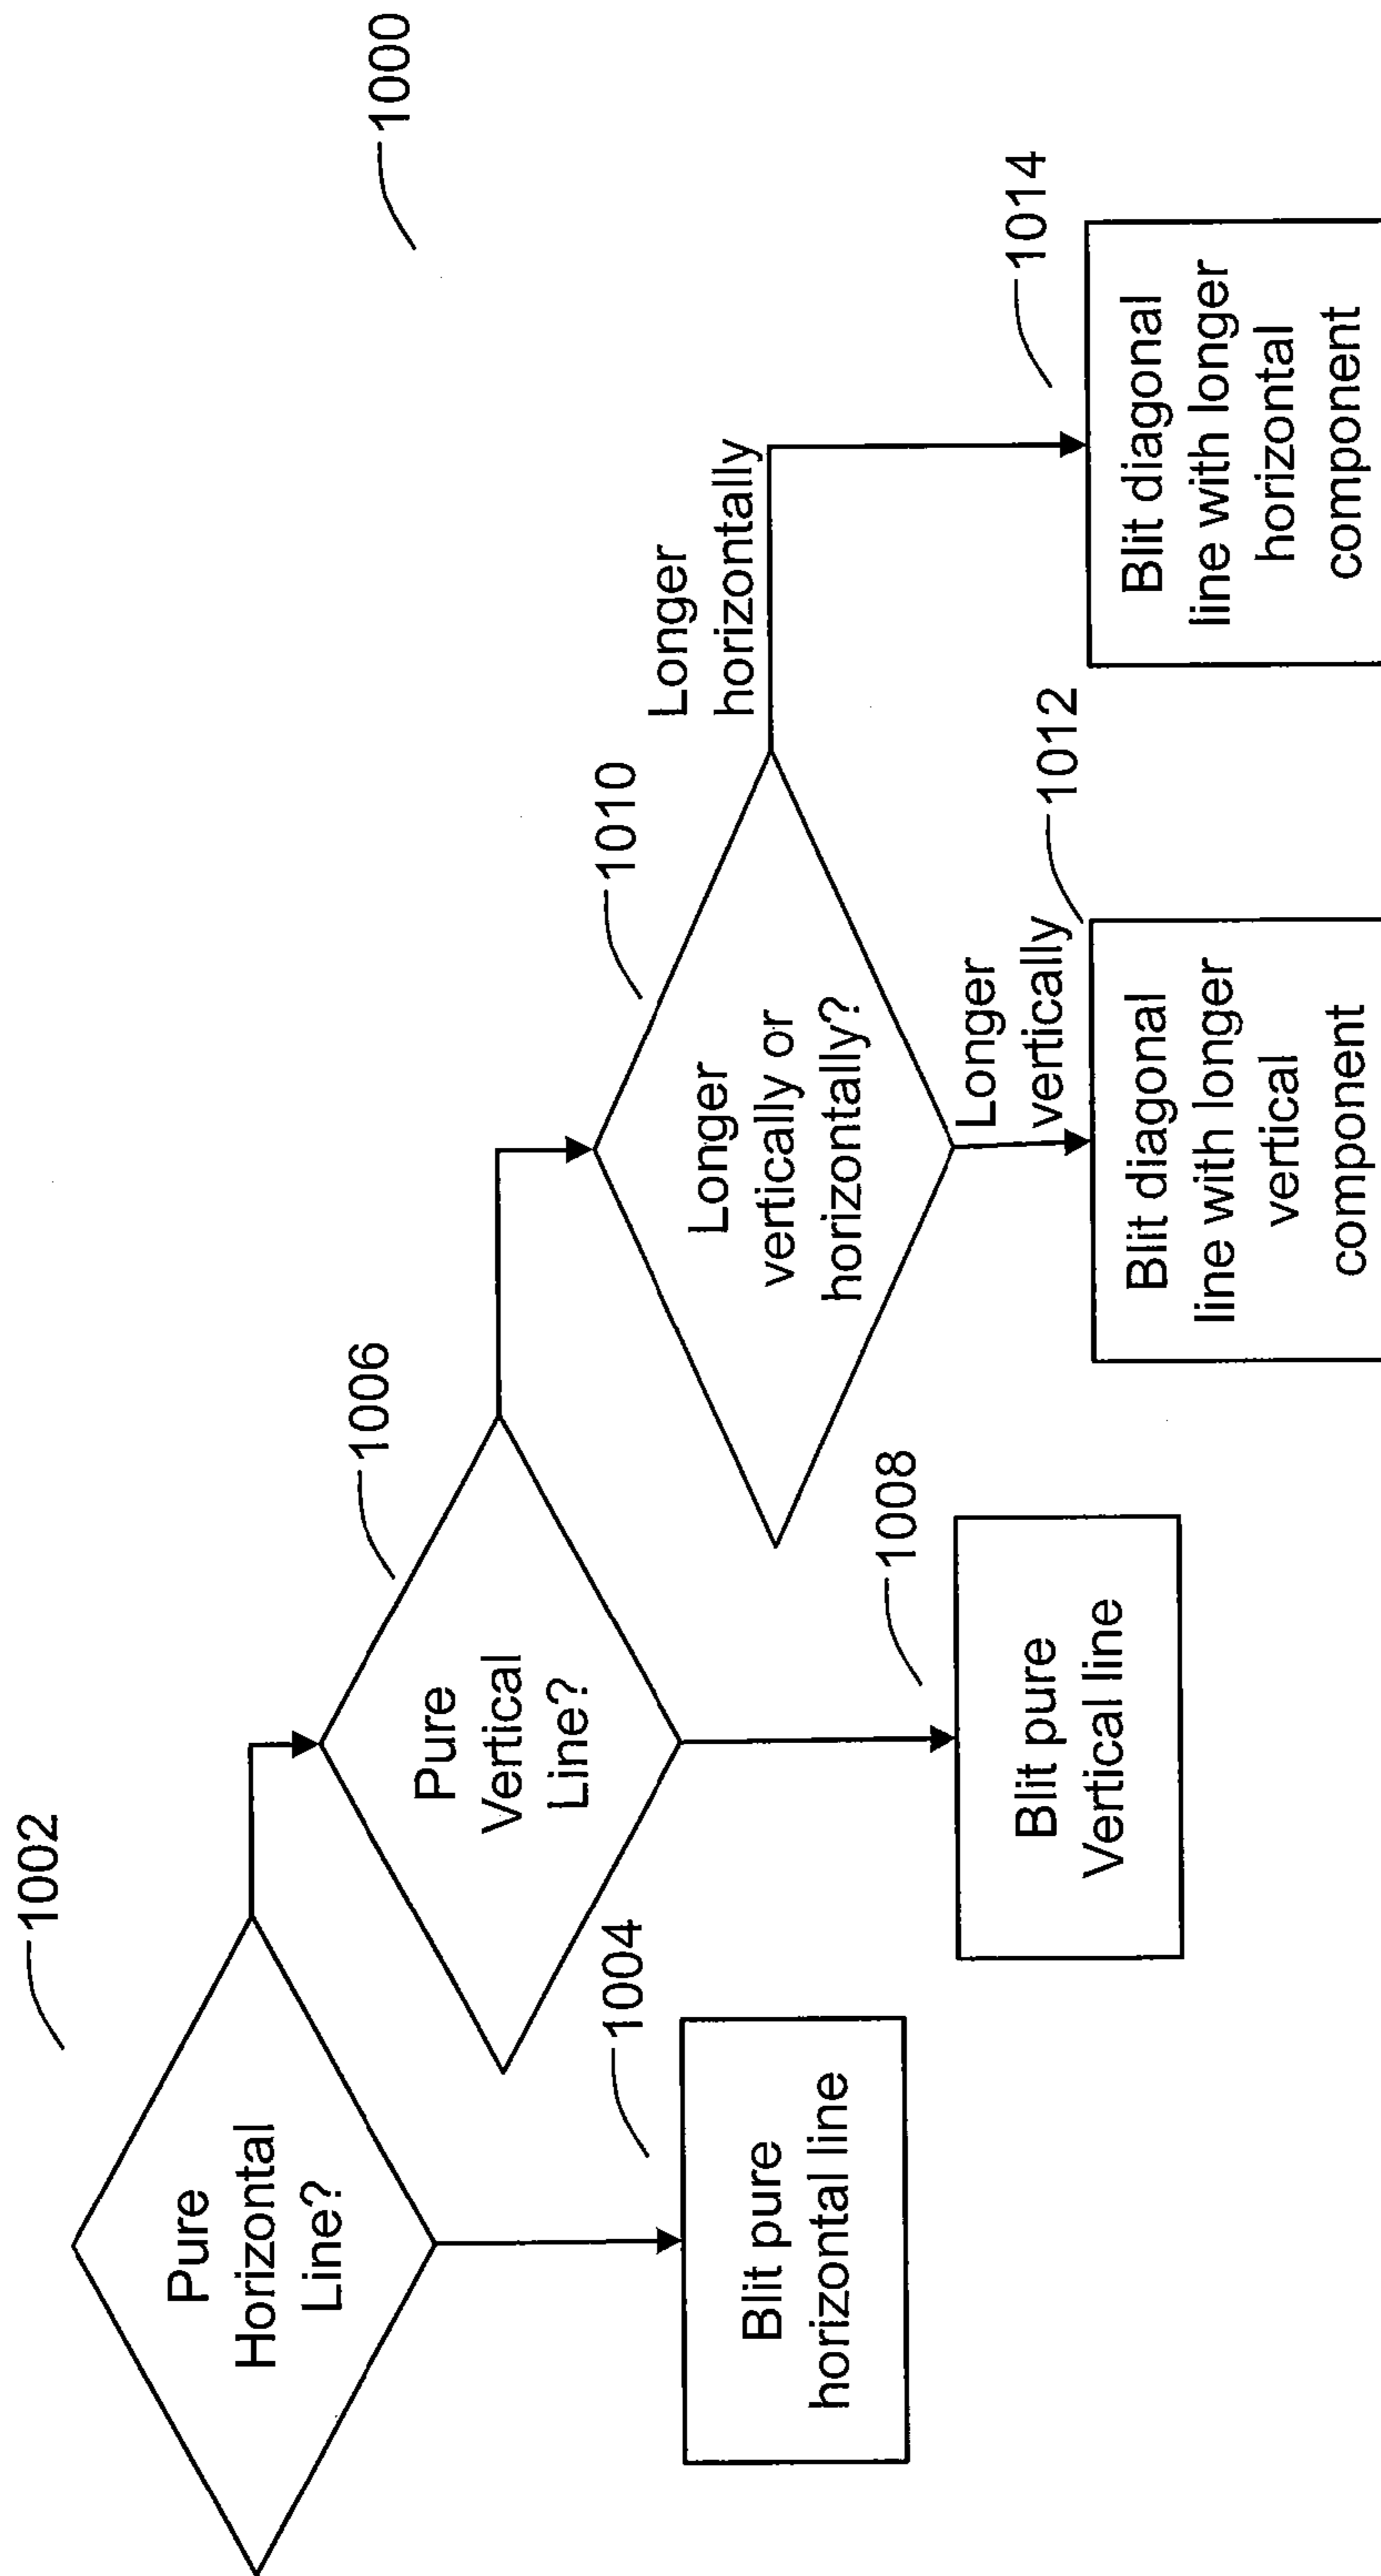 1000
1002
Pure
Horizontal
Line?
1004
Blit pure
horizontal line
1006
Pure
Vertical
Line?
1008
Blit pure
Vertical line
1010
Longer
vertically or
horizontally?
Longer
horizontally
Longer
vertically
1012
Blit diagonal
line with longer
vertical
component
1014
Blit diagonal
line with longer
horizontal
component